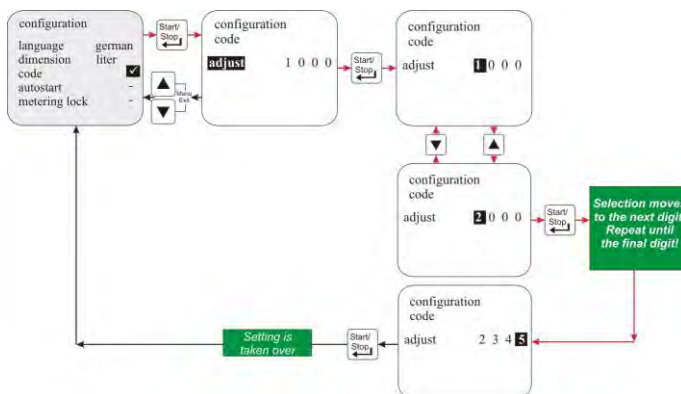 configuration
language german
dimension liter
code
autostart -
metering lock -
Start/
Stop
Menu
Exit
configuration
code
adjust 1 0 0 0
Start/
Stop
configuration
code
adjust 1 0 0 0
configuration
code
adjust 2 0 0 0
Start/
Stop
Selection moves
to the next digit
Repeat until
the final digit!
configuration
code
adjust 2 3 4 5
Start/
Stop
Setting is
taken over